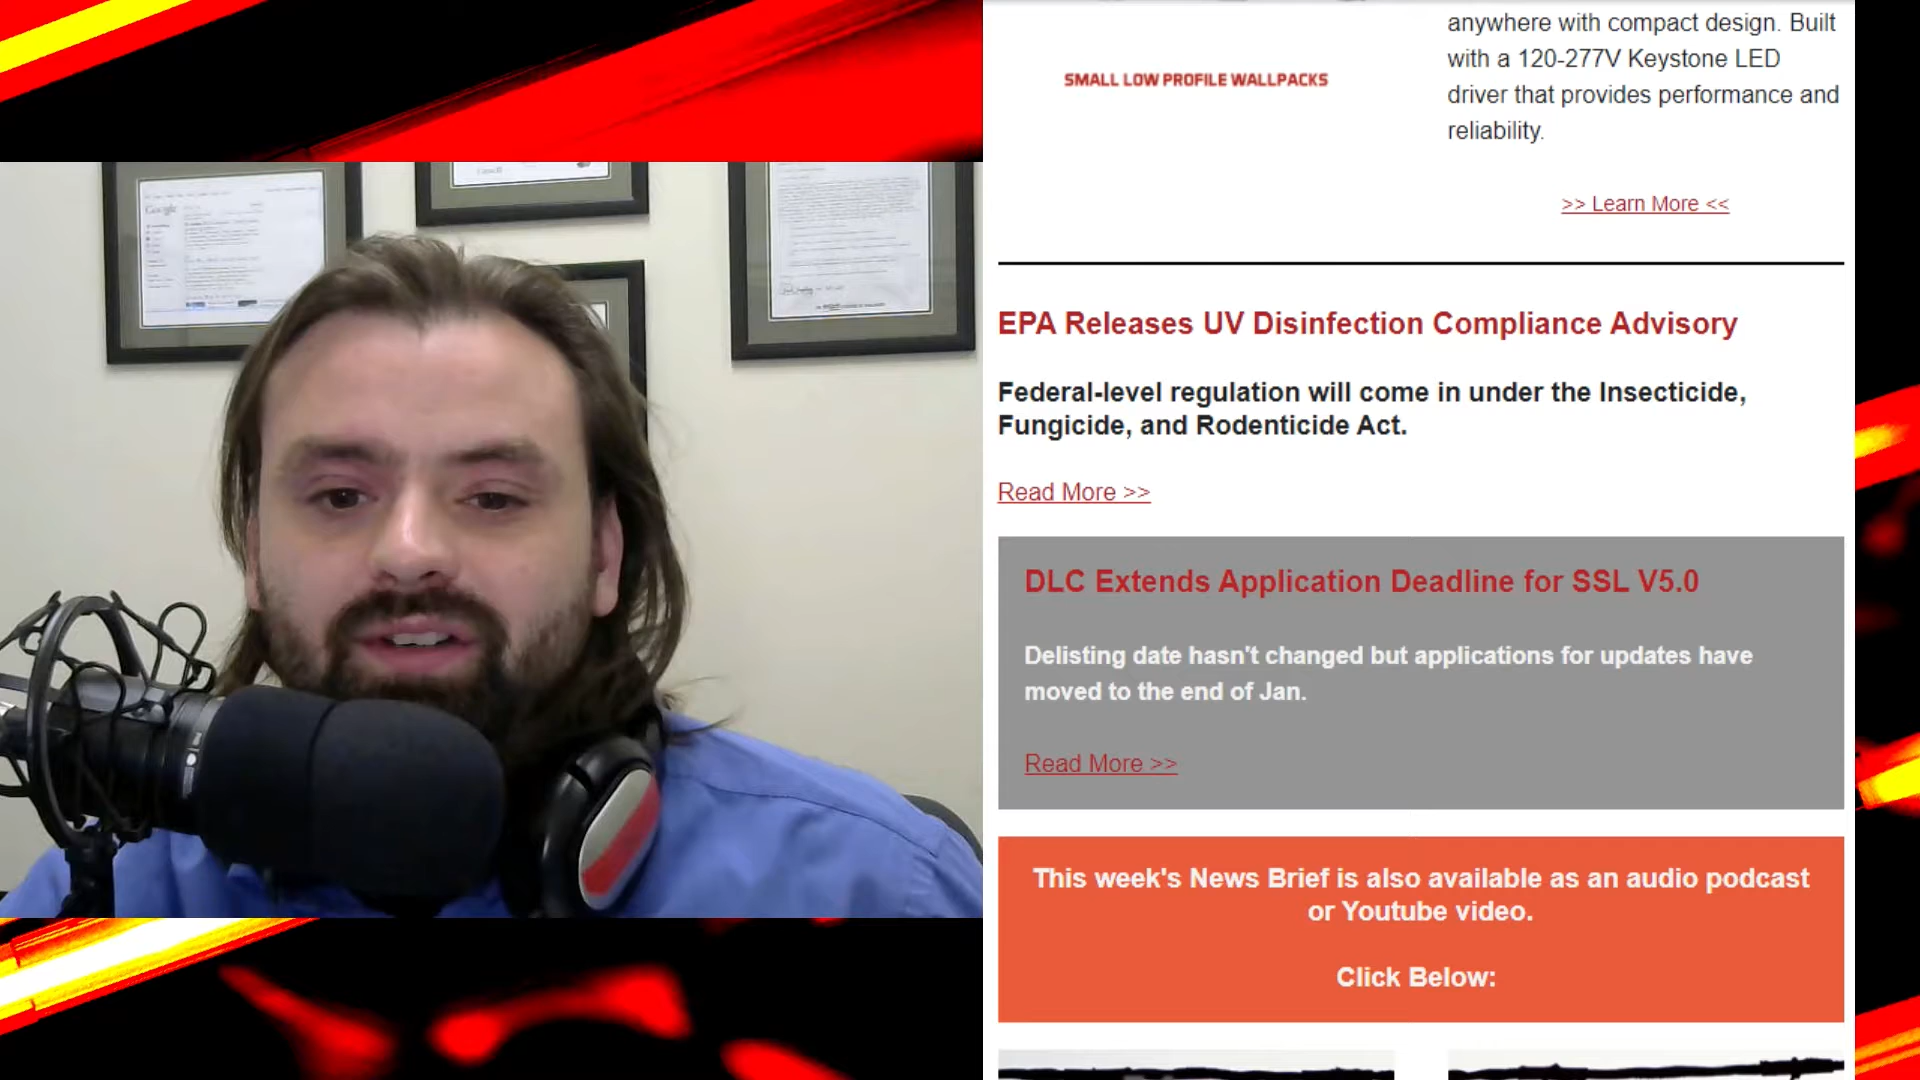 Google
anywhere with compact design. Built
with a 120-277V Keystone LED
driver that provides performance and
reliability.
SMALL LOW PROFILE WALLPACKS
>> Learn More <<
EPA Releases UV Disinfection Compliance Advisory
Federal-level regulation will come in under the Insecticide,
Fungicide, and Rodenticide Act.
Read More >>
DLC Extends Application Deadline for SSL V5.0
Delisting date hasn't changed but applications for updates have
moved to the end of Jan.
Read More >>
This week's News Brief is also available as an audio podcast
or Youtube video.
Click Below: